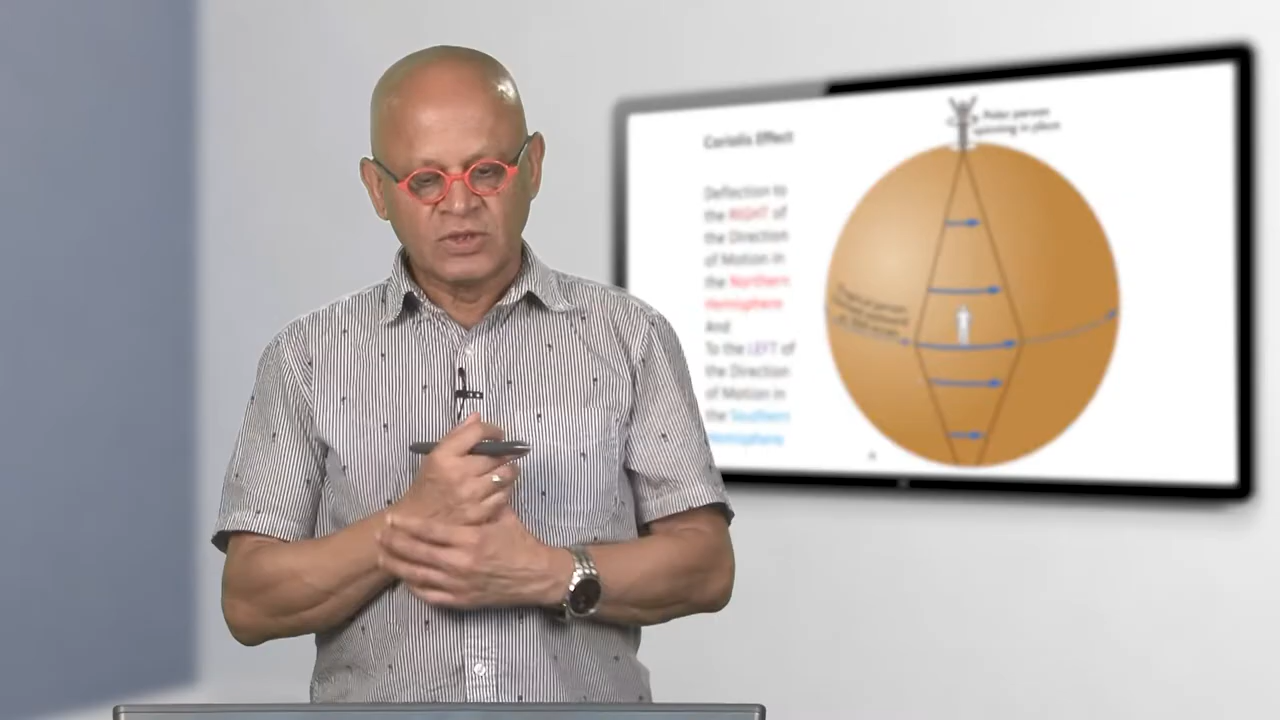 Coriolis Effect
Deflection to
the RIGHT of
the Direction
of Motion in
the Northern
Hemisphere
And
To the LEFT of
the Direction
of Motion in
the Southern
Hemisphere
Polar person
spinning in place